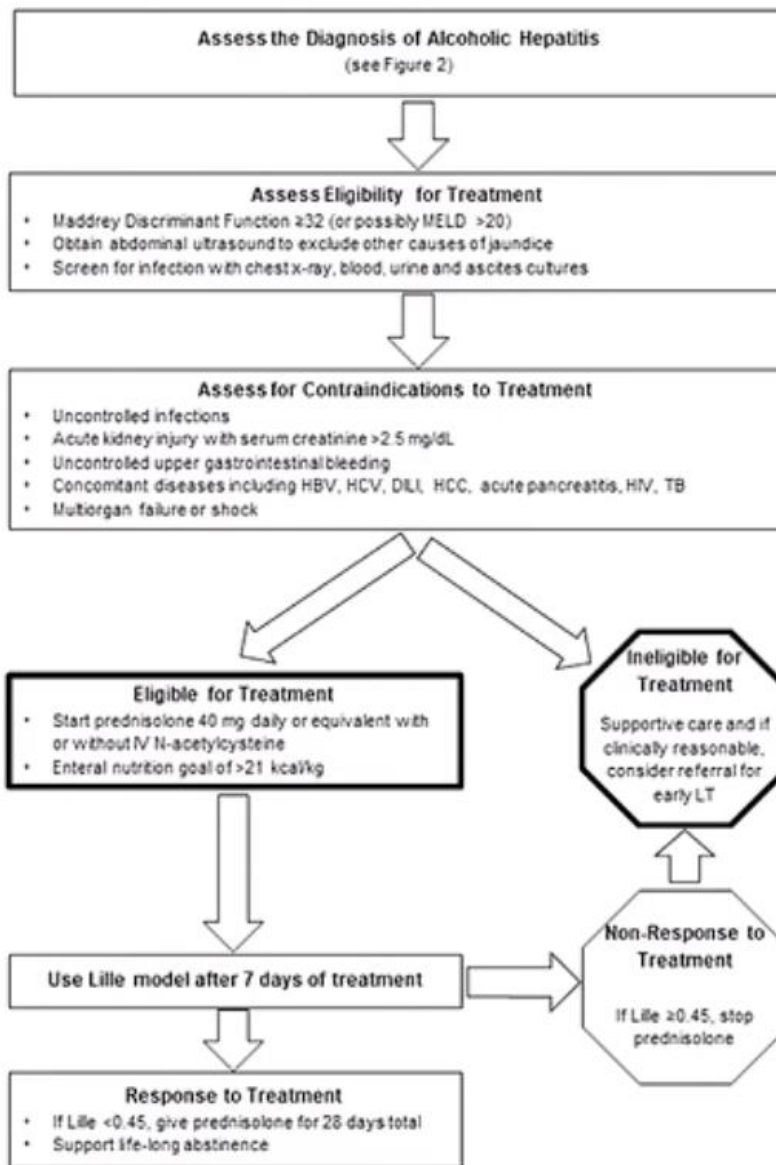 Assess the Diagnosis of Alcoholic Hepatitis
(see Figure 2)
Assess Eligibility for Treatment
• Maddrey Discriminant Function ≥32 (or possibly MELD >20)
• Obtain abdominal ultrasound to exclude other causes of jaundice
• Screen for infection with chest x-ray, blood, urine and ascites cultures
Assess for Contraindications to Treatment
• Uncontrolled infections
• Acute kidney injury with serum creatinine >2.5 mg/dL
• Uncontrolled upper gastrointestinal bleeding
• Concomitant diseases including HBV, HCV, DILI, HCC, acute pancreatitis, HIV, TB
• Multiorgan failure or shock
Eligible for Treatment
• Start prednisolone 40 mg daily or equivalent with
or without IV N-acetylcysteine
• Enteral nutrition goal of >21 kcal/kg
Ineligible for
Treatment
Supportive care and if
clinically reasonable,
consider referral for
early LT
Use Lille model after 7 days of treatment
Non-Response to
Treatment
If Lille ≥0.45, stop
prednisolone
Response to Treatment
• If Lille <0.45, give prednisolone for 28 days total
• Support life-long abstinence